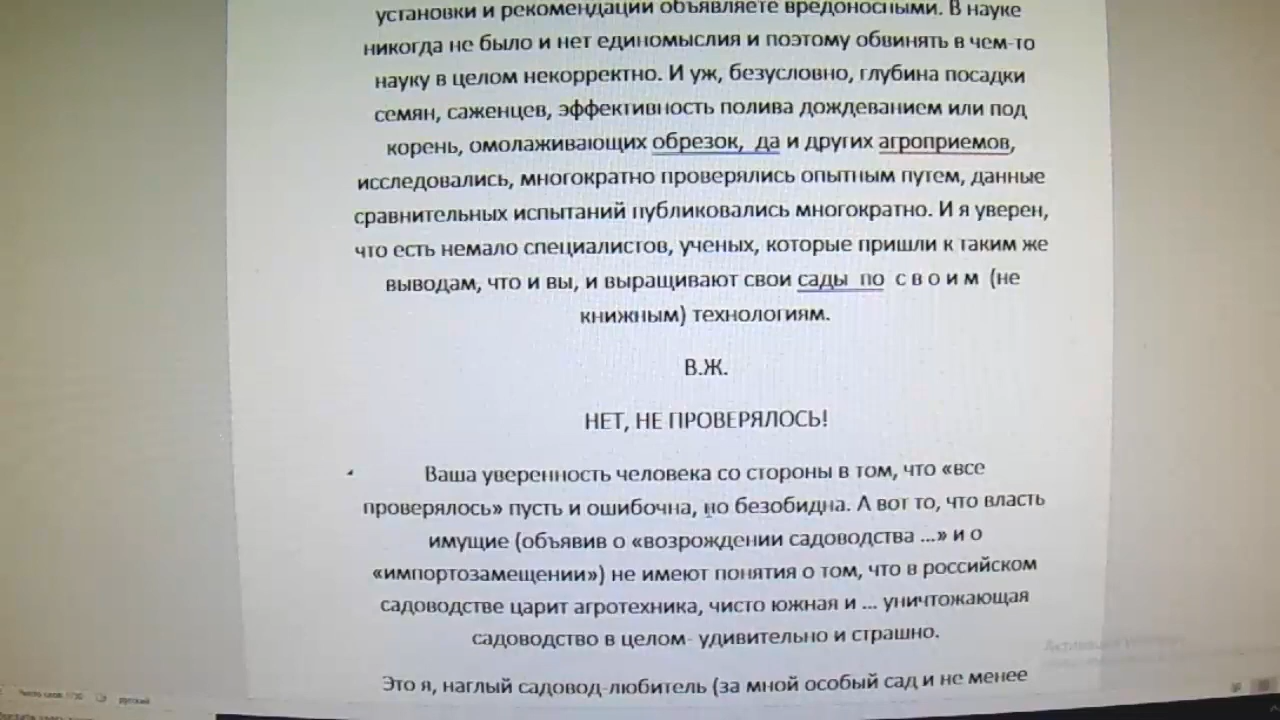 установки и рекомендации объявляете вредоносными. В науке
никогда не было и нет единомыслия и поэтому обвинять в чем-то
науку в целом некорректно. И уж, безусловно, глубина посадки
семян, саженцев, эффективность полива дождеванием или под
корень, омолаживающих обрезок, да и других агроприемов,
исследовались, многократно проверялись опытным путем, данные
сравнительных испытаний публиковались многократно. И я уверен,
что есть немало специалистов, ученых, которые пришли к таким же
выводам, что и вы, и выращивают свои сады по с в о и м (не
книжным) технологиям.
В.Ж.
НЕТ, НЕ ПРОВЕРЯЛОСЬ!
Ваша уверенность человека со стороны в том, что «все
проверялось» пусть и ошибочна, но безобидна. А вот то, что власть
имущие (объявив о «возрождении садоводства ...» и о
«импортозамещении») не имеют понятия о том, что в российском
садоводстве царит агротехника, чисто южная и ... уничтожающая
садоводство в целом- удивительно и страшно.
Это я, наглый садовод-любитель (за мной особый сад и не менее
Число слов:
русский